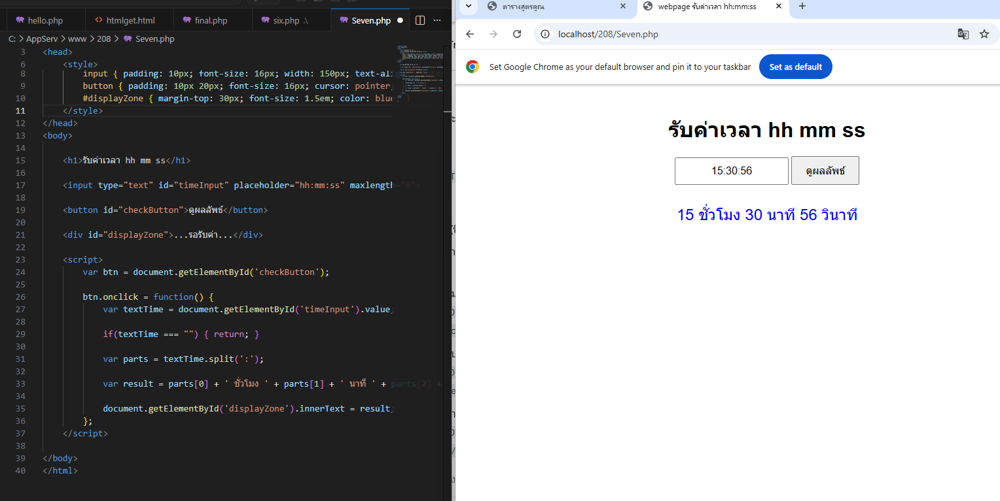 hello.php
htmlget.html
final.php
six.php .\
Seven.php
C: > AppServ > www > 208 > Seven.php
3 <head>
6 <style>
8 input { padding: 10px; font-size: 16px; width: 150px; text-ali
9 button { padding: 10px 20px; font-size: 16px; cursor: pointer;
10 #displayZone { margin-top: 30px; font-size: 1.5em; color: blue; }
11 </style>
12 </head>
13 <body>
14
15 <h1>รับค่าเวลา hh mm ss</h1>
16
17 <input type="text" id="timeInput" placeholder="hh:mm:ss" maxlength="8">
18
19 <button id="checkButton">ดูผลลัพธ์</button>
20
21 <div id="displayZone">...รอรับค่า...</div>
22
23 <script>
24 var btn = document.getElementById('checkButton');
25
26 btn.onclick = function() {
27 var textTime = document.getElementById('timeInput').value;
28
29 if(textTime === "") { return; }
30
31 var parts = textTime.split(':');
32
33 var result = parts[0] + ' ชั่วโมง ' + parts[1] + ' นาที ' + parts[2] +
34
35 document.getElementById('displayZone').innerText = result;
36 };
37 </script>
38
39 </body>
40 </html>
ตารางสูตรคูณ
webpage รับค่าเวลา hh:mm:ss
localhost/208/Seven.php
Set Google Chrome as your default browser and pin it to your taskbar
Set as default
รับค่าเวลา hh mm ss
15:30:56
ดูผลลัพธ์
15 ชั่วโมง 30 นาที 56 วินาที